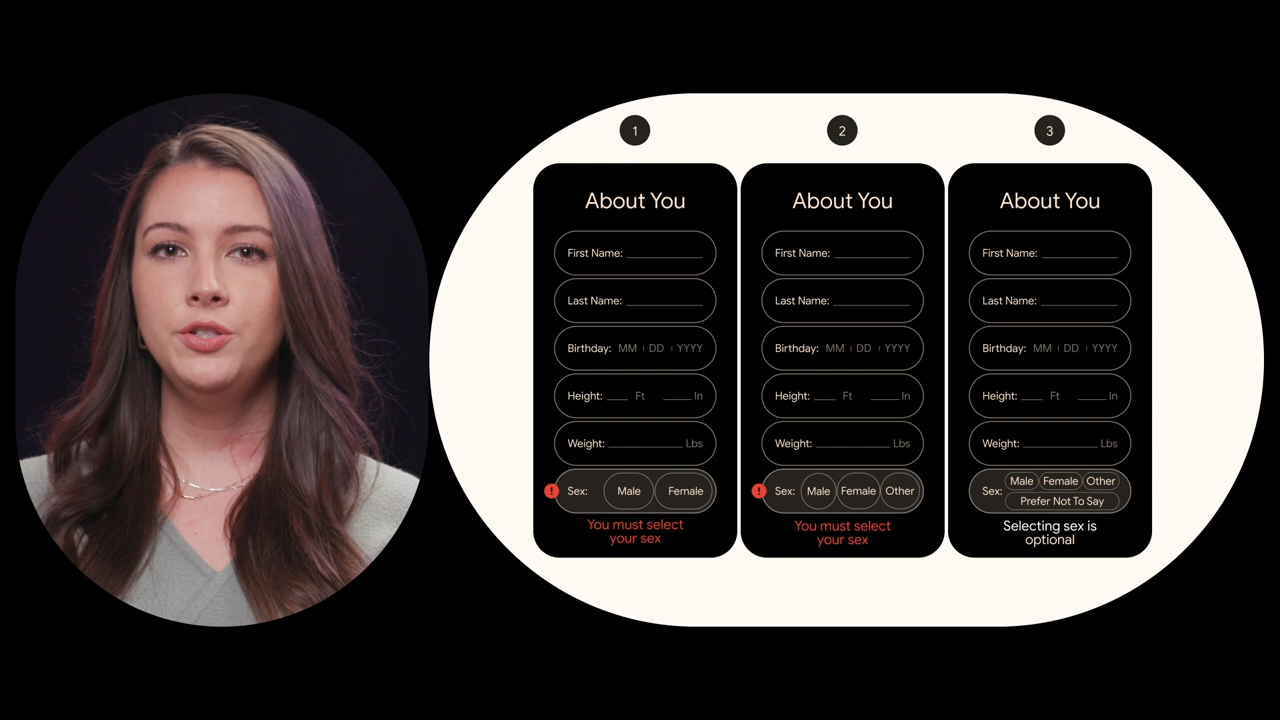 1
About You
First Name:
Last Name:
Birthday: MM DD YYYY
Height: Ft In
Weight: Lbs
! Sex: Male Female
You must select
your sex
2
About You
First Name:
Last Name:
Birthday: MM DD YYYY
Height: Ft In
Weight: Lbs
! Sex: Male Female Other
You must select
your sex
3
About You
First Name:
Last Name:
Birthday: MM DD YYYY
Height: Ft In
Weight: Lbs
Sex: Male Female Other
Prefer Not To Say
Selecting sex is
optional